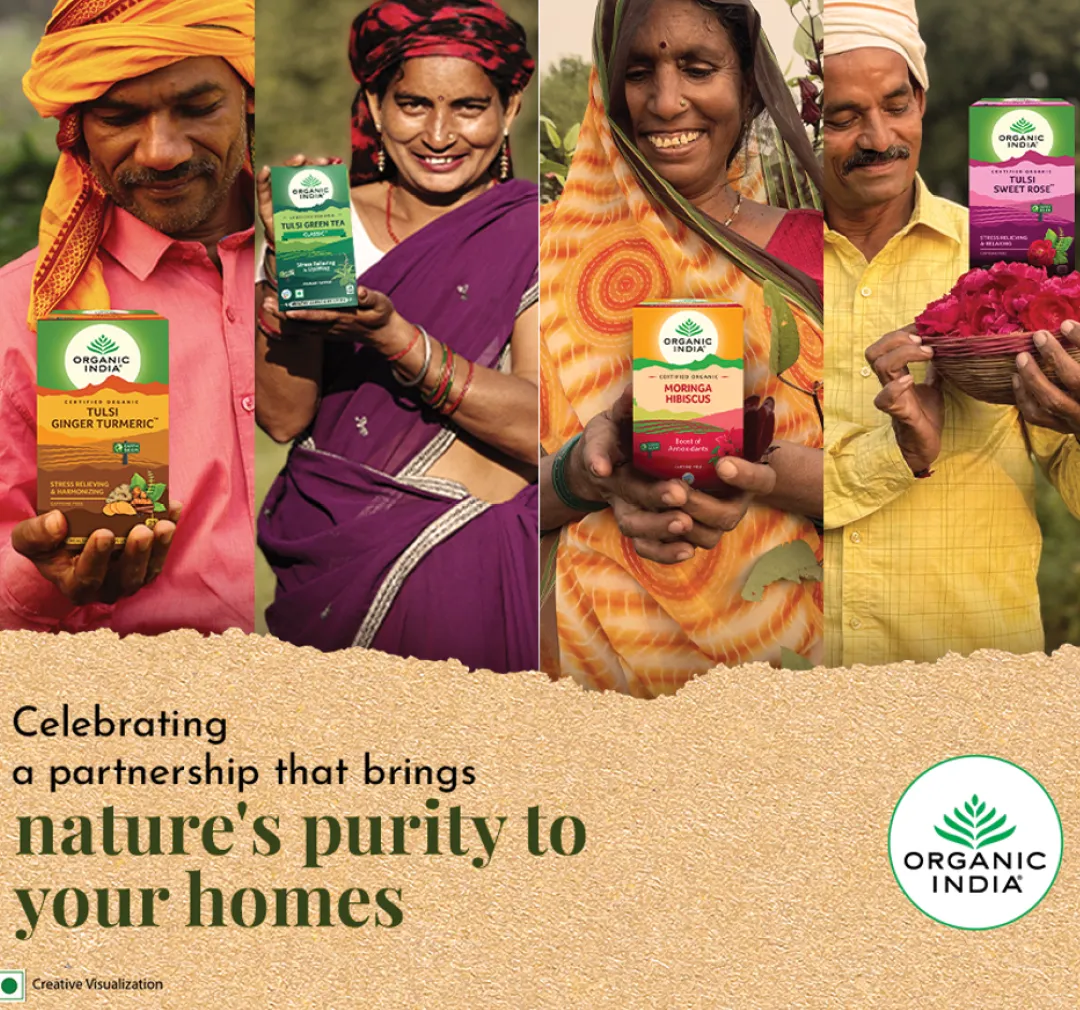 ORGANIC
INDIA
CERTIFIED ORGANIC
TULSI
GINGER TURMERIC™
STRESS RELIEVING
& HARMONIZING
ORGANIC
INDIA
TULSI GREEN TEA
CLASSIC
Stress Relieving
ORGANIC
INDIA
CERTIFIED ORGANIC
MORINGA
HIBISCUS
Boost of
Antioxidants
ORGANIC
INDIA
CERTIFIED ORGANIC
TULSI
SWEET ROSE™
STRESS RELIEVING
& RELAXING
Celebrating
a partnership that brings
nature's purity to
your homes
ORGANIC
INDIA®
Creative Visualization